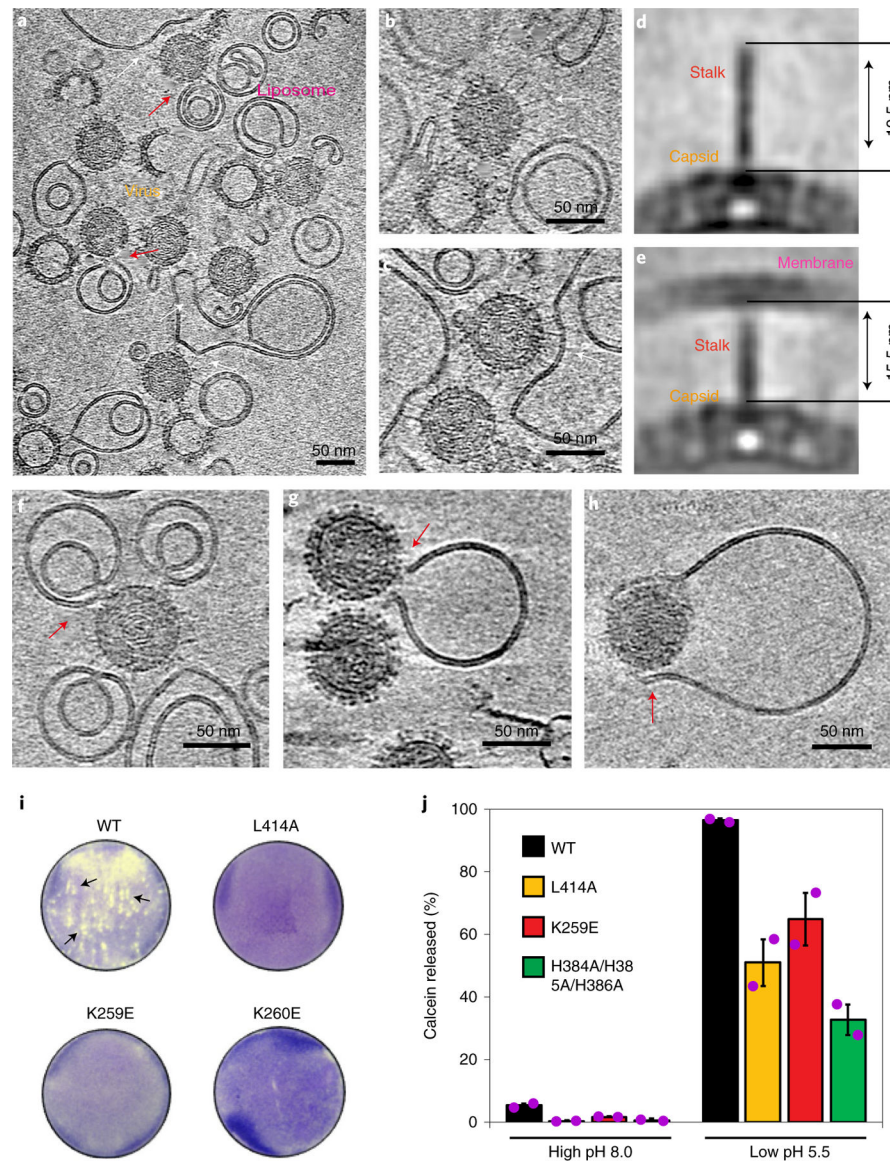 a
Liposome
Virus
50 nm
b
50 nm
50 nm
d
Stalk
Capsid
e
Membrane
Stalk
Capsid
f
50 nm
g
50 nm
h
50 nm
i
WT
L414A
K259E
K260E
j
100
80
60
40
20
0
Calcein released (%)
WT
L414A
K259E
H384A/H38
5A/H386A
High pH 8.0
Low pH 5.5